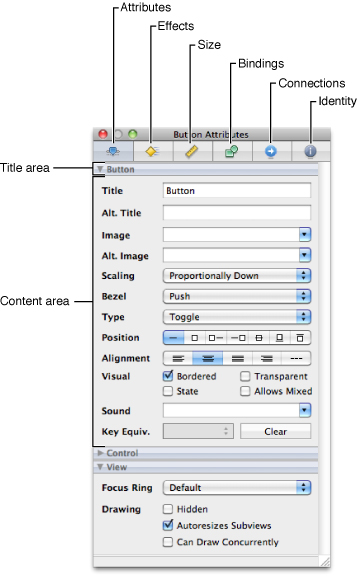 Attributes
Effects
Size
Bindings
Connections
Identity
Button Attributes
Title area
Button
Title Button
Alt. Title
Image
Alt. Image
Content area
Scaling Proportionally Down
Bezel Push
Type Toggle
Position
Alignment
Visual Bordered Transparent
State Allows Mixed
Sound
Key Equiv. Clear
Control
View
Focus Ring Default
Drawing Hidden
Autoresizes Subviews
Can Draw Concurrently